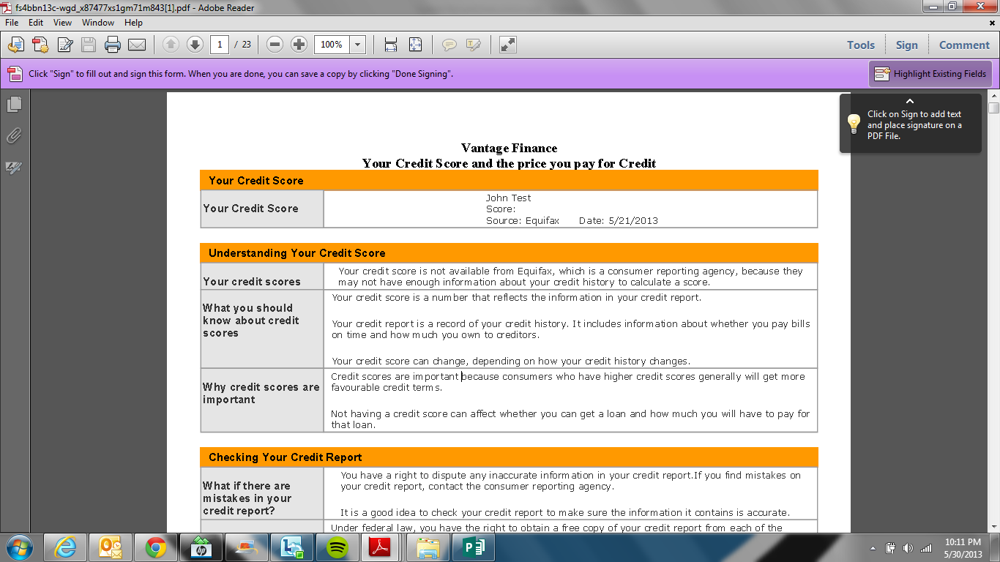 fs4bbn13c-wgd_x87477xs1gm71m843[1].pdf - Adobe Reader
File Edit View Window Help
1 / 23 100% Tools Sign Comment
Click "Sign" to fill out and sign this form. When you are done, you can save a copy by clicking "Done Signing". Highlight Existing Fields
Click on Sign to add text
and place signature on a
PDF File.
Vantage Finance
Your Credit Score and the price you pay for Credit
Your Credit Score
Your Credit Score
John Test
Score:
Source: Equifax Date: 5/21/2013
Understanding Your Credit Score
Your credit scores
Your credit score is not available from Equifax, which is a consumer reporting agency, because they
may not have enough information about your credit history to calculate a score.
What you should
know about credit
scores
Your credit score is a number that reflects the information in your credit report.
Your credit report is a record of your credit history. It includes information about whether you pay bills
on time and how much you own to creditors.
Your credit score can change, depending on how your credit history changes.
Why credit scores are
important
Credit scores are important because consumers who have higher credit scores generally will get more
favourable credit terms.
Not having a credit score can affect whether you can get a loan and how much you will have to pay for
that loan.
Checking Your Credit Report
What if there are
mistakes in your
credit report?
You have a right to dispute any inaccurate information in your credit report.If you find mistakes on
your credit report, contact the consumer reporting agency.
It is a good idea to check your credit report to make sure the information it contains is accurate.
Under federal law, you have the right to obtain a free copy of your credit report from each of the
hp
10:11 PM
5/30/2013